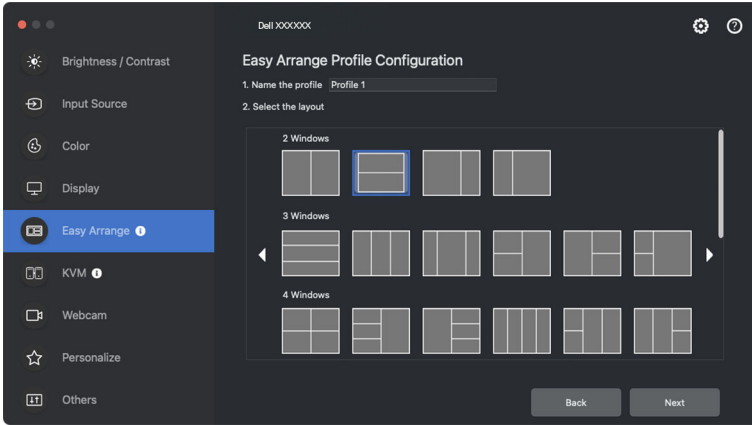 Dell XXXXXX
Brightness / Contrast
Input Source
Color
Display
Easy Arrange
KVM
Webcam
Personalize
Others
Easy Arrange Profile Configuration
1. Name the profile Profile 1
2. Select the layout
2 Windows
3 Windows
4 Windows
Back Next